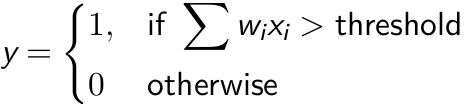 y = { 1, if ∑ wᵢxᵢ > threshold
0 otherwise